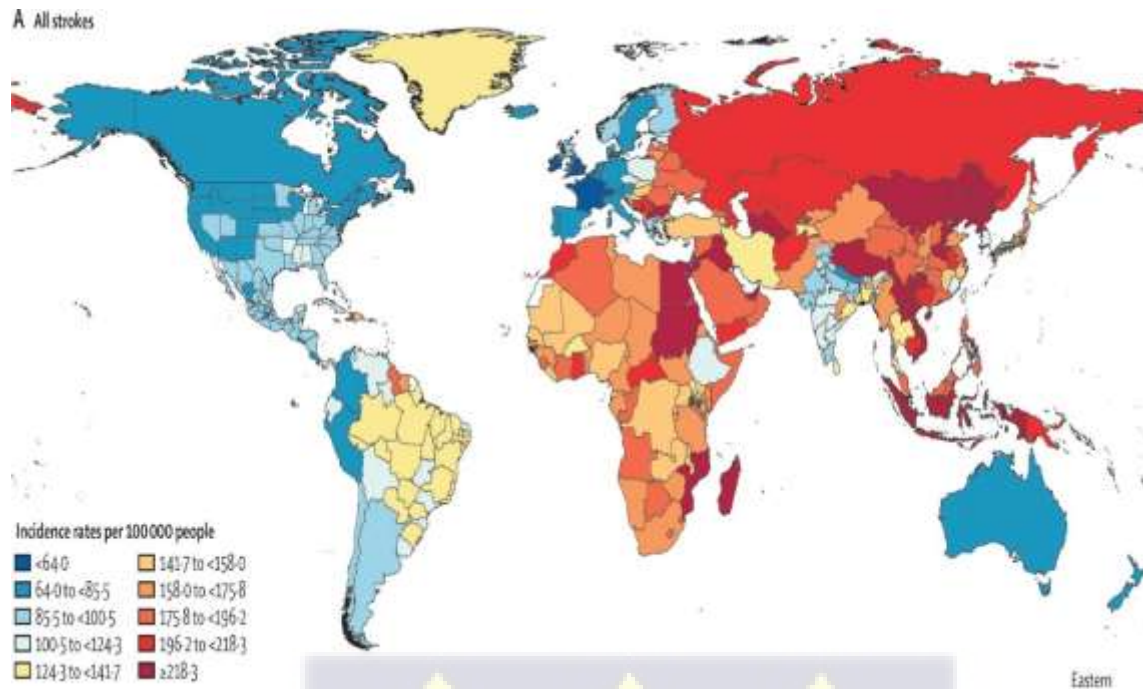 A All strokes
Incidence rates per 100 000 people
<64·0
64·0 to <85·5
85·5 to <100·5
100·5 to <124·3
124·3 to <141·7
141·7 to <158·0
158·0 to <175·8
175·8 to <196·2
196·2 to <218·3
≥218·3
Eastern